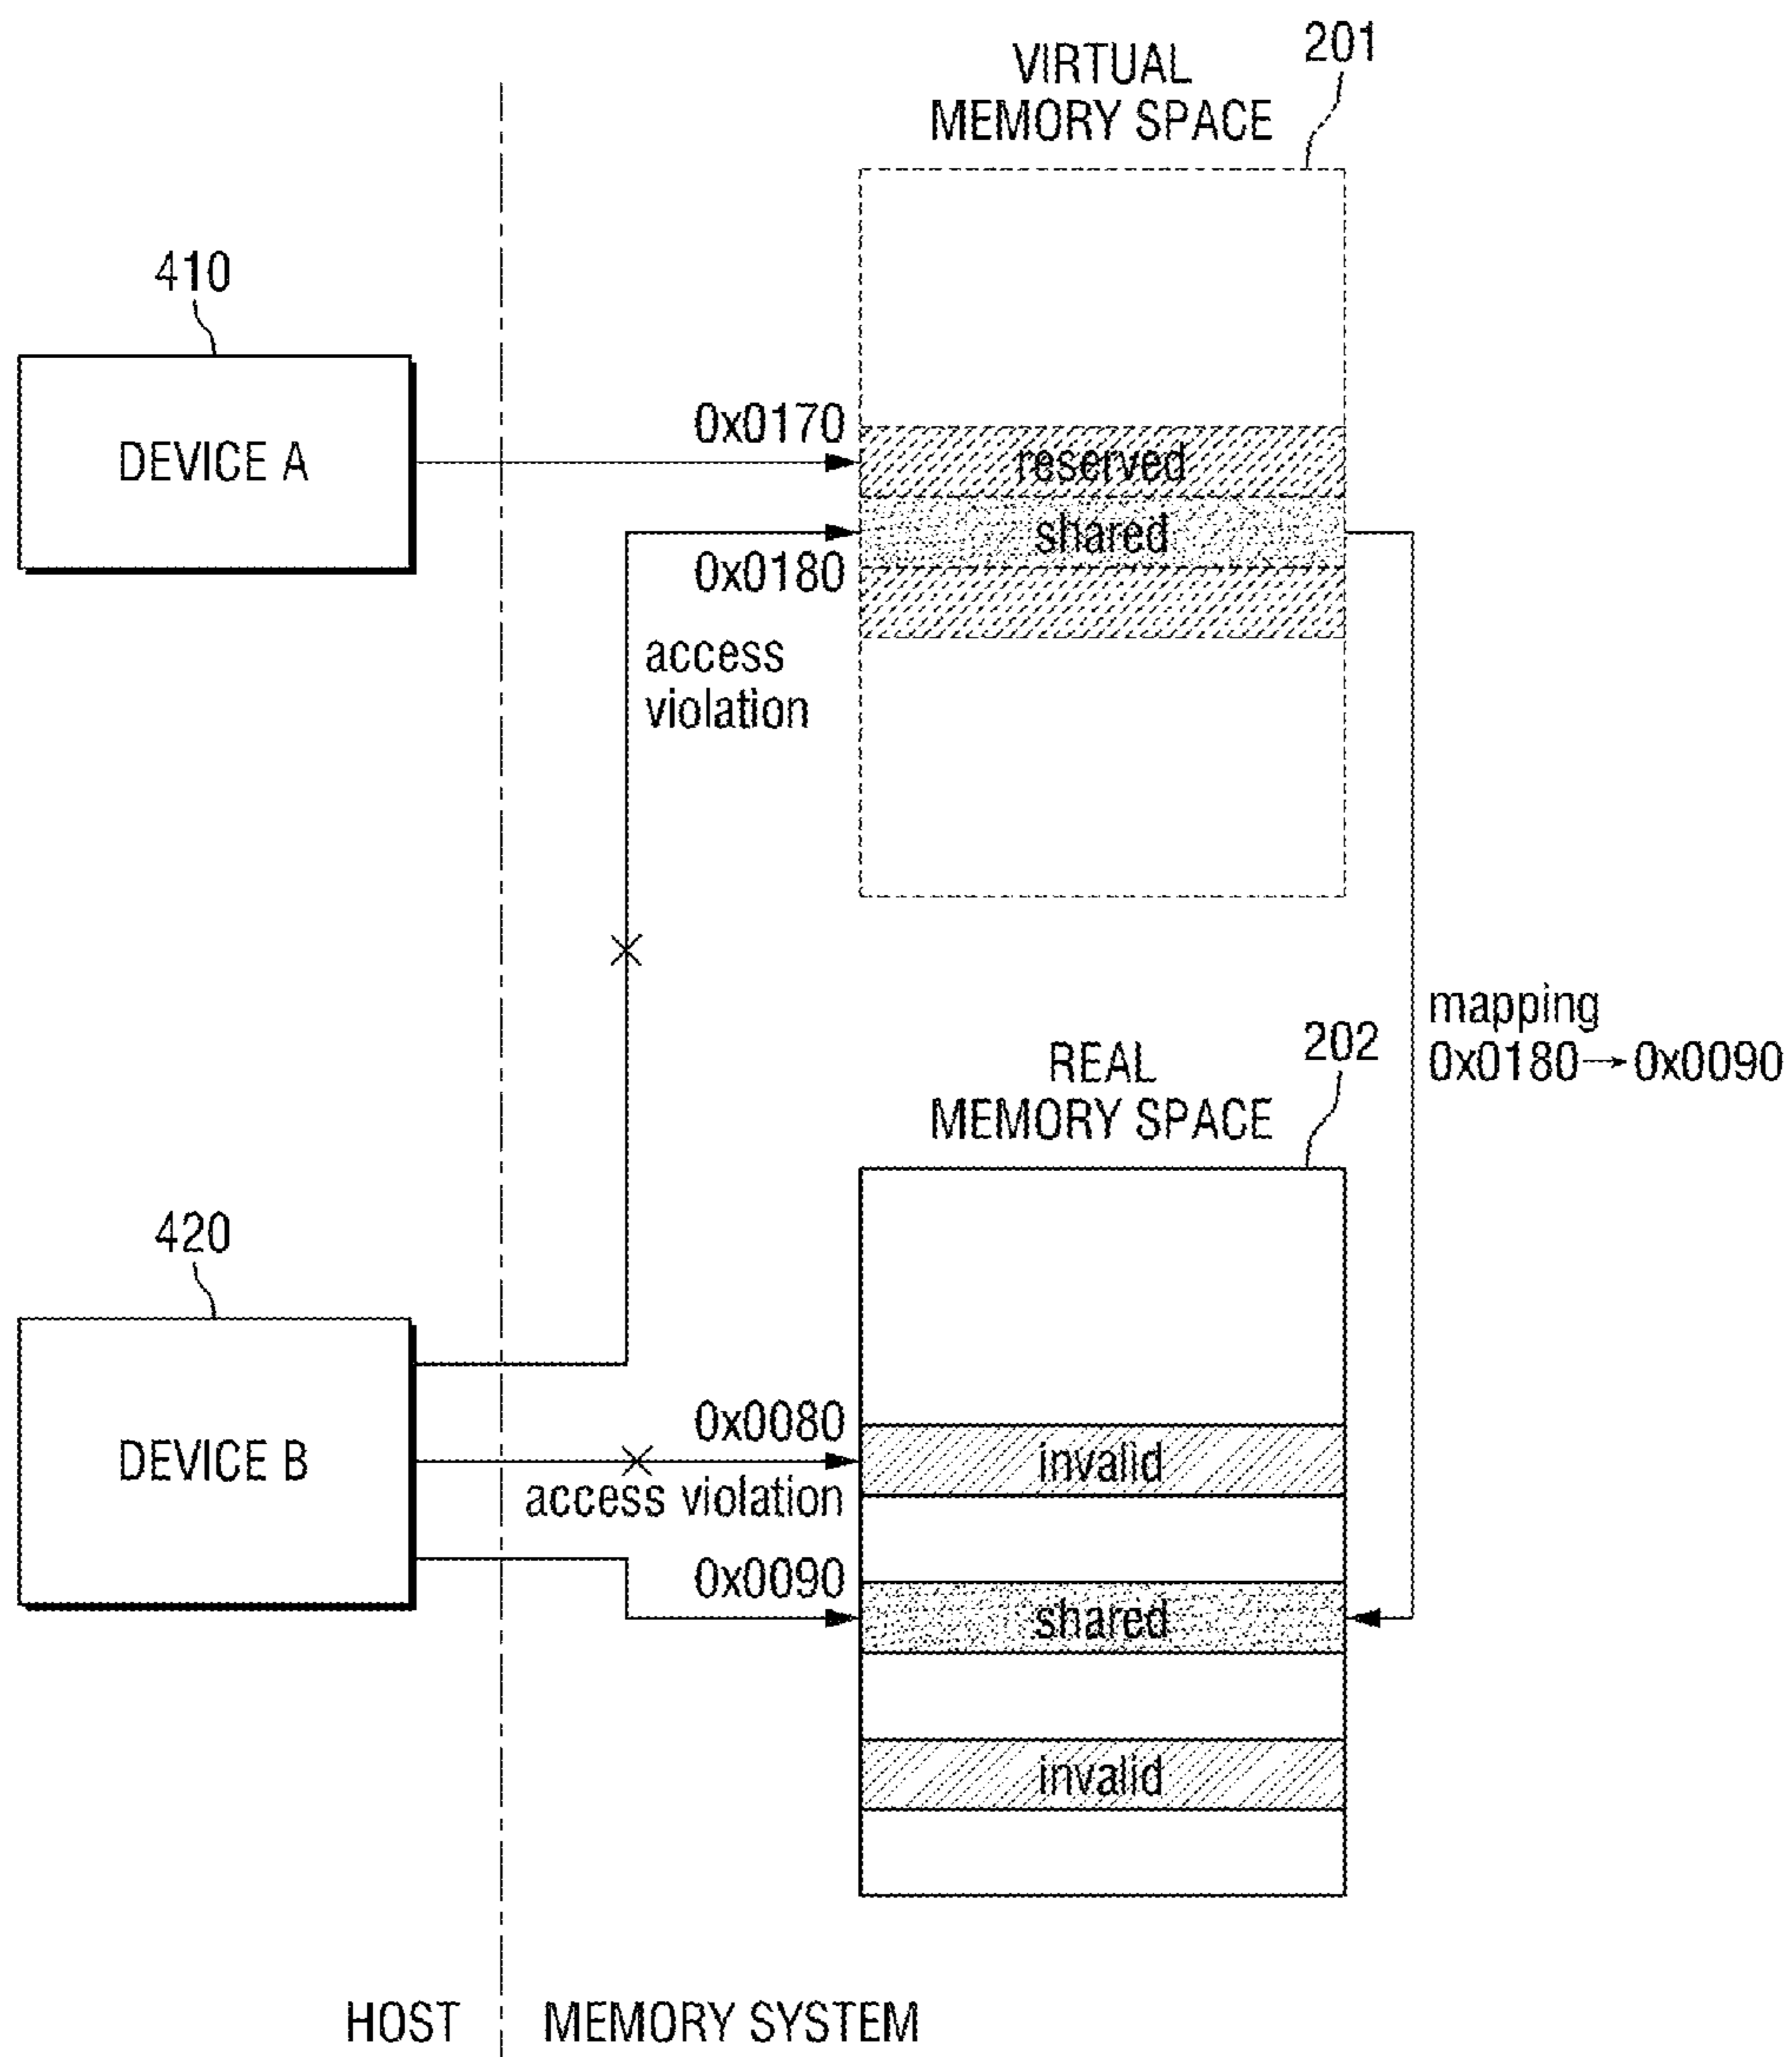 VIRTUAL
MEMORY SPACE
201
410
DEVICE A
0x0170
reserved
shared
0x0180
access
violation
mapping
0x0180→0x0090
REAL
MEMORY SPACE
202
420
DEVICE B
0x0080
invalid
access violation
0x0090
shared
invalid
HOST
MEMORY SYSTEM